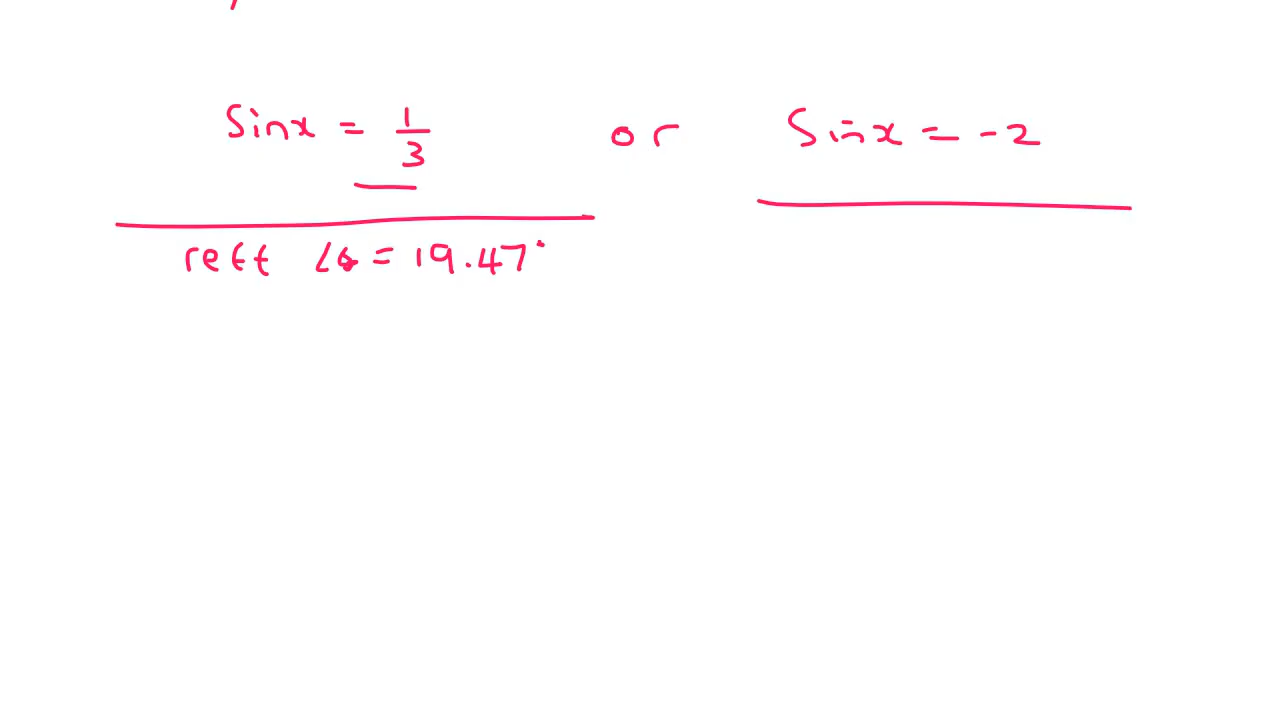 Sinx = 1/3 or Sinx = -2
reff ∠ = 19.47°